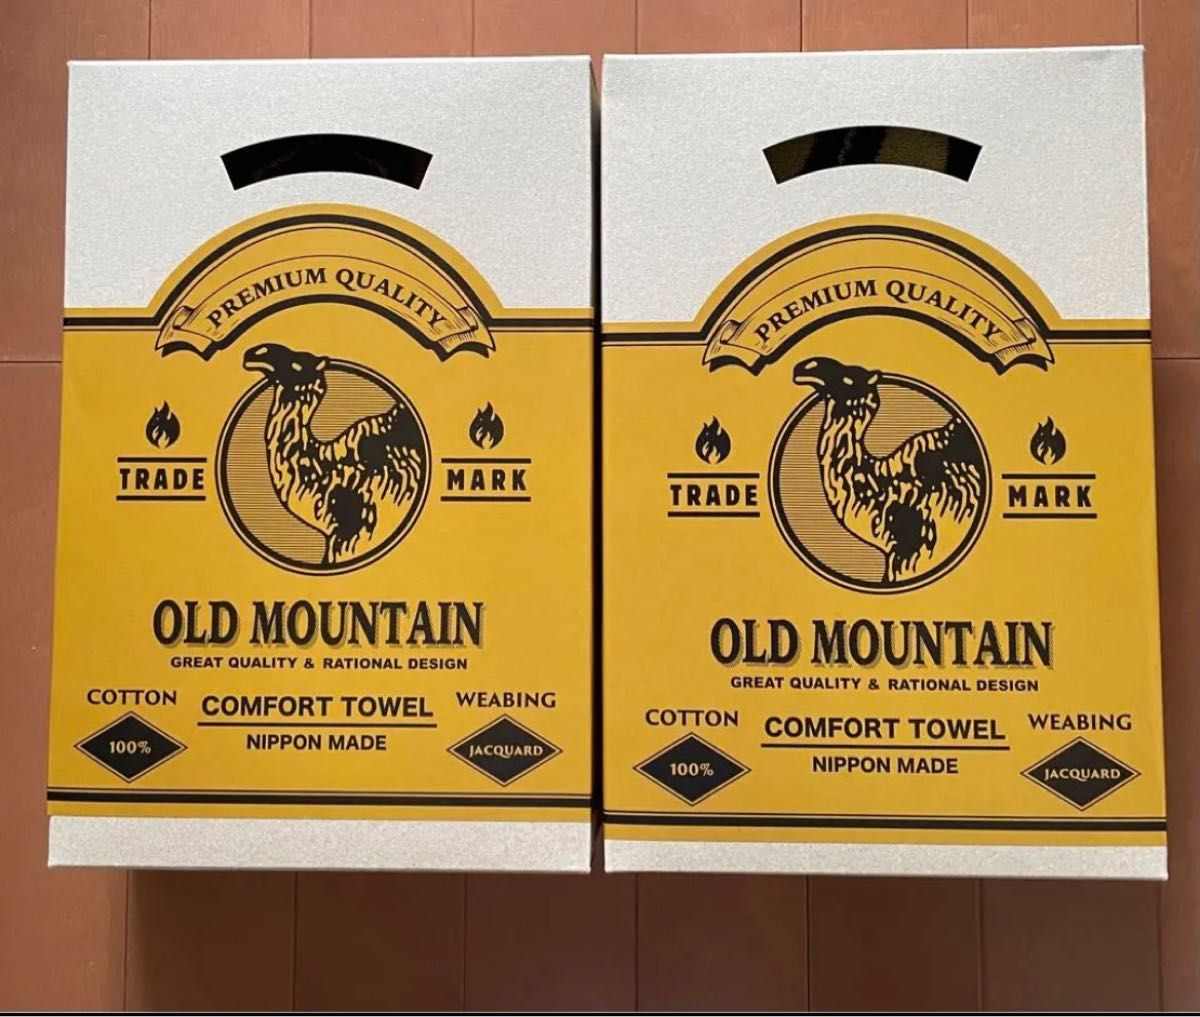 PREMIUM QUALITY
TRADE MARK
OLD MOUNTAIN
GREAT QUALITY & RATIONAL DESIGN
COTTON
100%
COMFORT TOWEL
NIPPON MADE
WEABING
JACQUARD
PREMIUM QUALITY
TRADE MARK
OLD MOUNTAIN
GREAT QUALITY & RATIONAL DESIGN
COTTON
100%
COMFORT TOWEL
NIPPON MADE
WEABING
JACQUARD